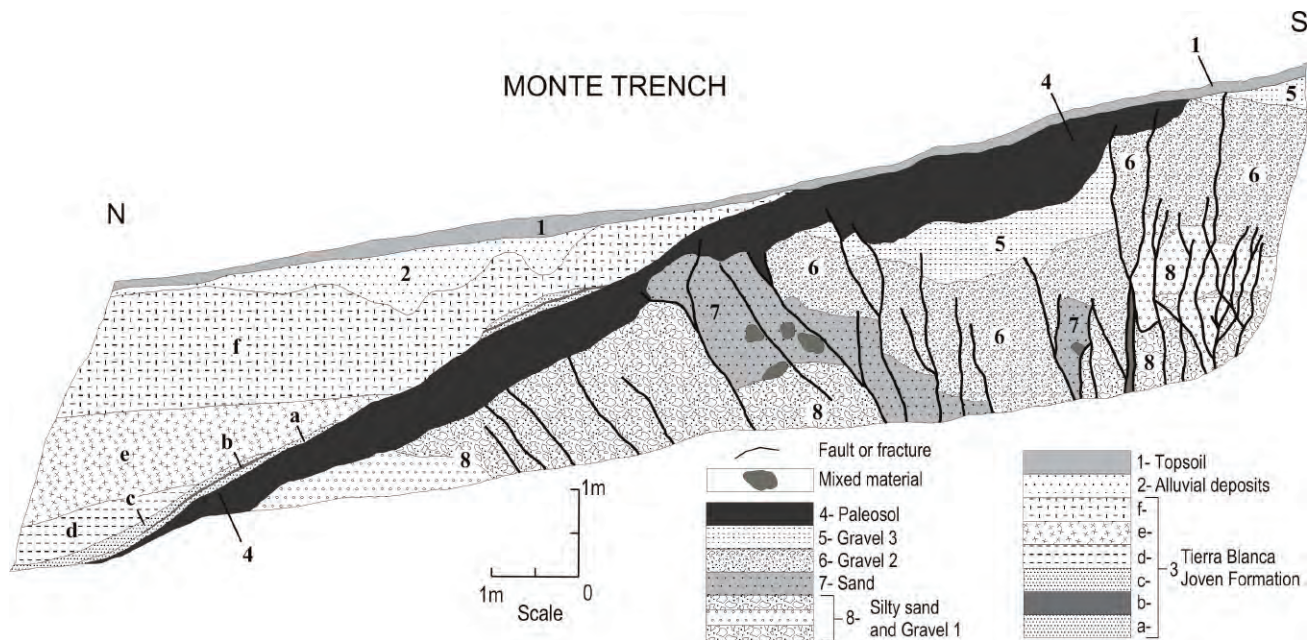 S
1
MONTE TRENCH
4
5
6
6
N
1
2
5
6
8
7
f
6
7
8
a
8
b
e
8
c
d
4
1m
1m 0
Scale
Fault or fracture
Mixed material
4- Paleosol
5- Gravel 3
6- Gravel 2
7- Sand
8- Silty sand
and Gravel 1
1- Topsoil
2- Alluvial deposits
f-
e-
d-
c-
b-
a-
3 Tierra Blanca
Joven Formation